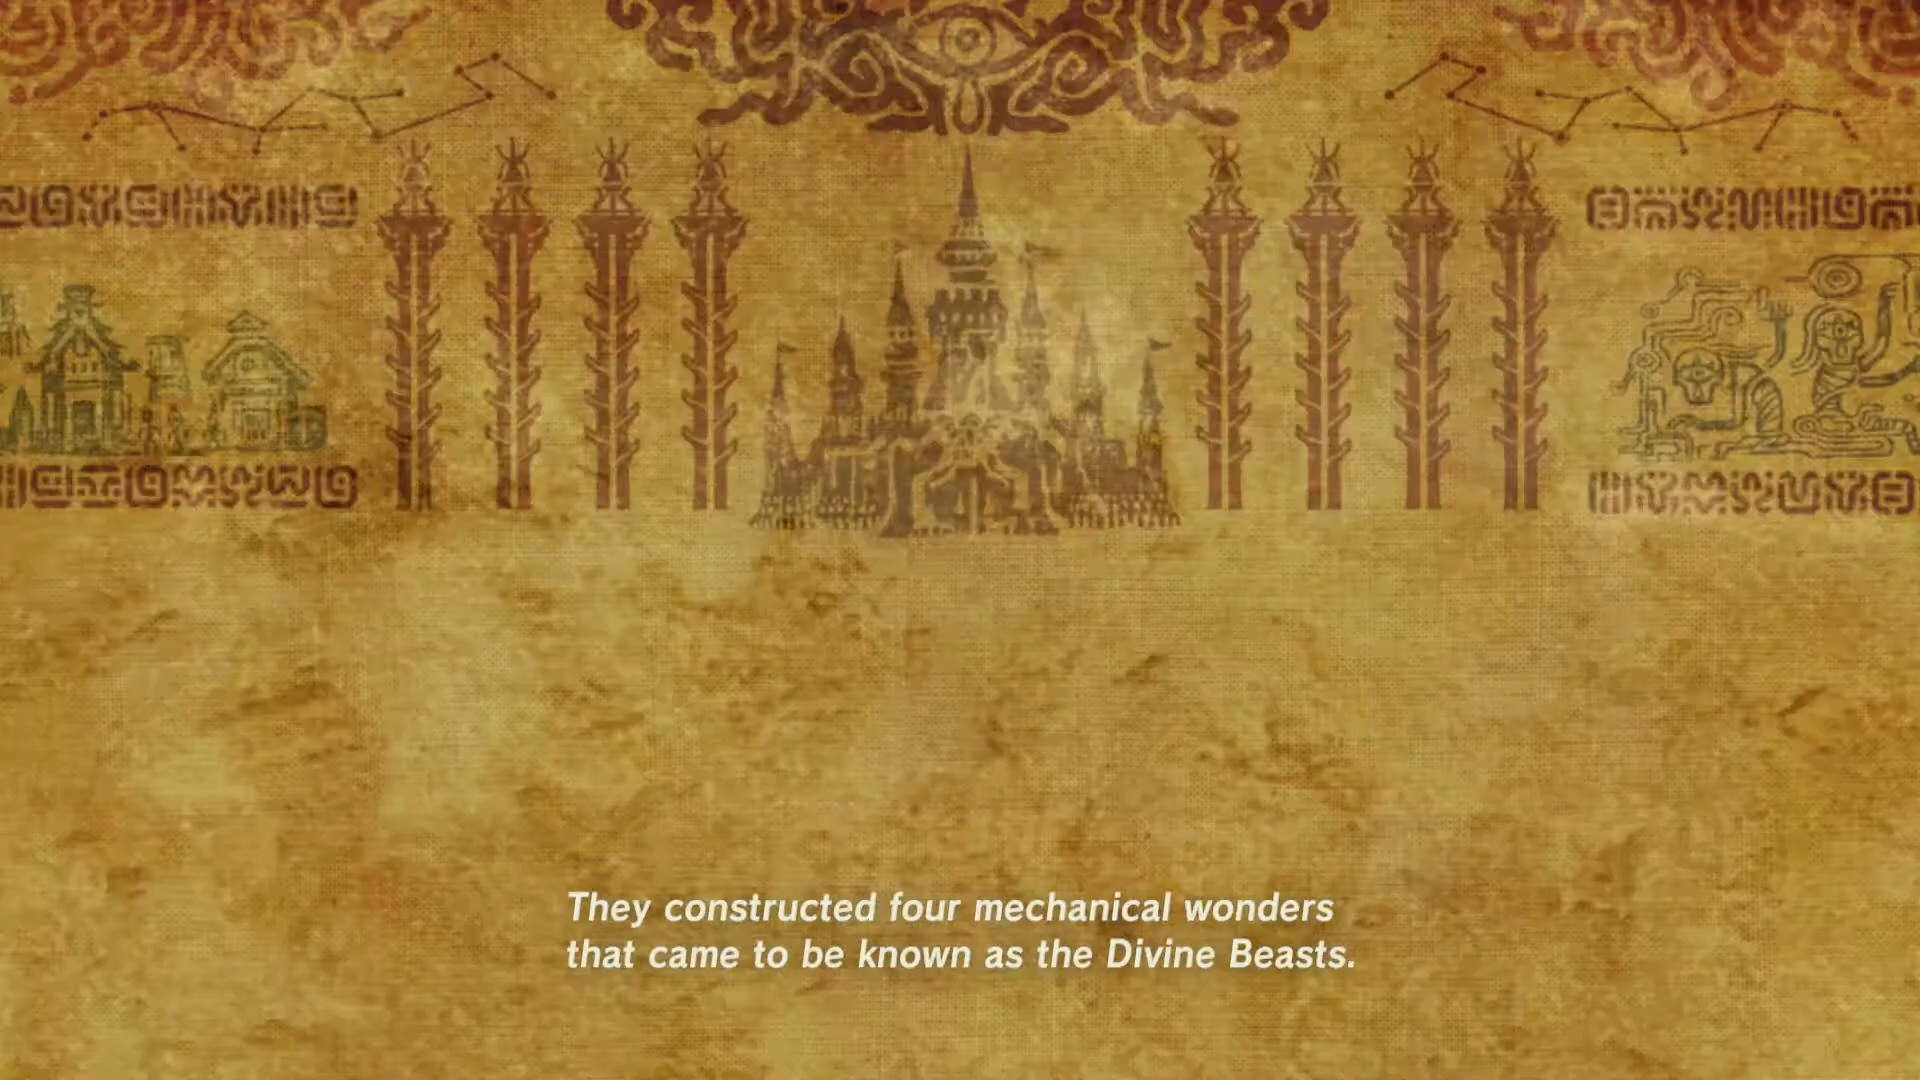 They constructed four mechanical wonders
that came to be known as the Divine Beasts.